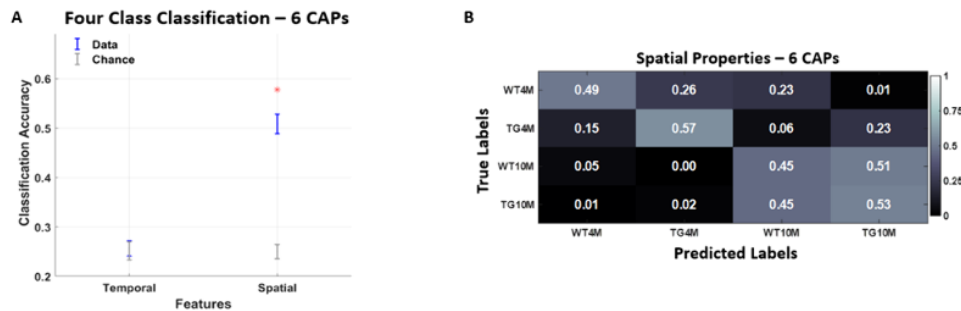 A
Four Class Classification – 6 CAPs
Data
Chance
0.6
0.5
0.4
0.3
0.2
Classification Accuracy
Temporal
Spatial
Features
B
Spatial Properties – 6 CAPs
True Labels
WT4M
0.49
0.26
0.23
0.01
TG4M
0.15
0.57
0.06
0.23
WT10M
0.05
0.00
0.45
0.51
TG10M
0.01
0.02
0.45
0.53
WT4M
TG4M
WT10M
TG10M
Predicted Labels
1
0.75
0.5
0.25
0